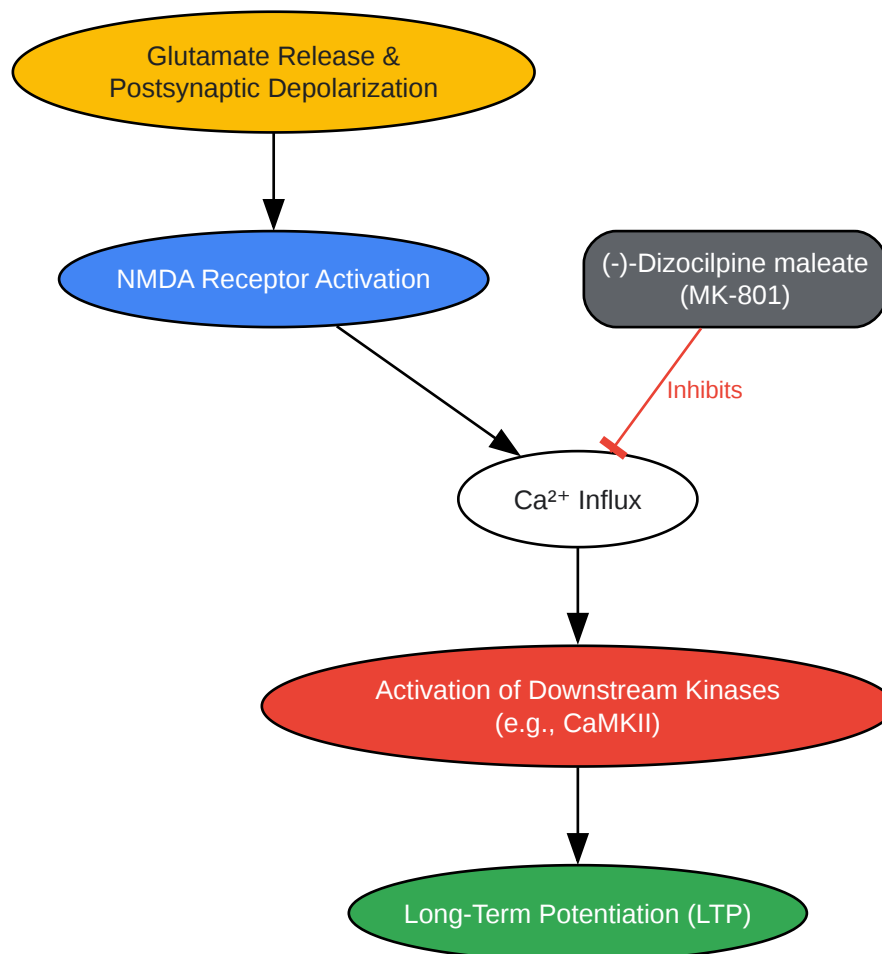 Glutamate Release &
Postsynaptic Depolarization
NMDA Receptor Activation
(-)-Dizocilpine maleate
(MK-801)
Inhibits
Ca²⁺ Influx
Activation of Downstream Kinases
(e.g., CaMKII)
Long-Term Potentiation (LTP)